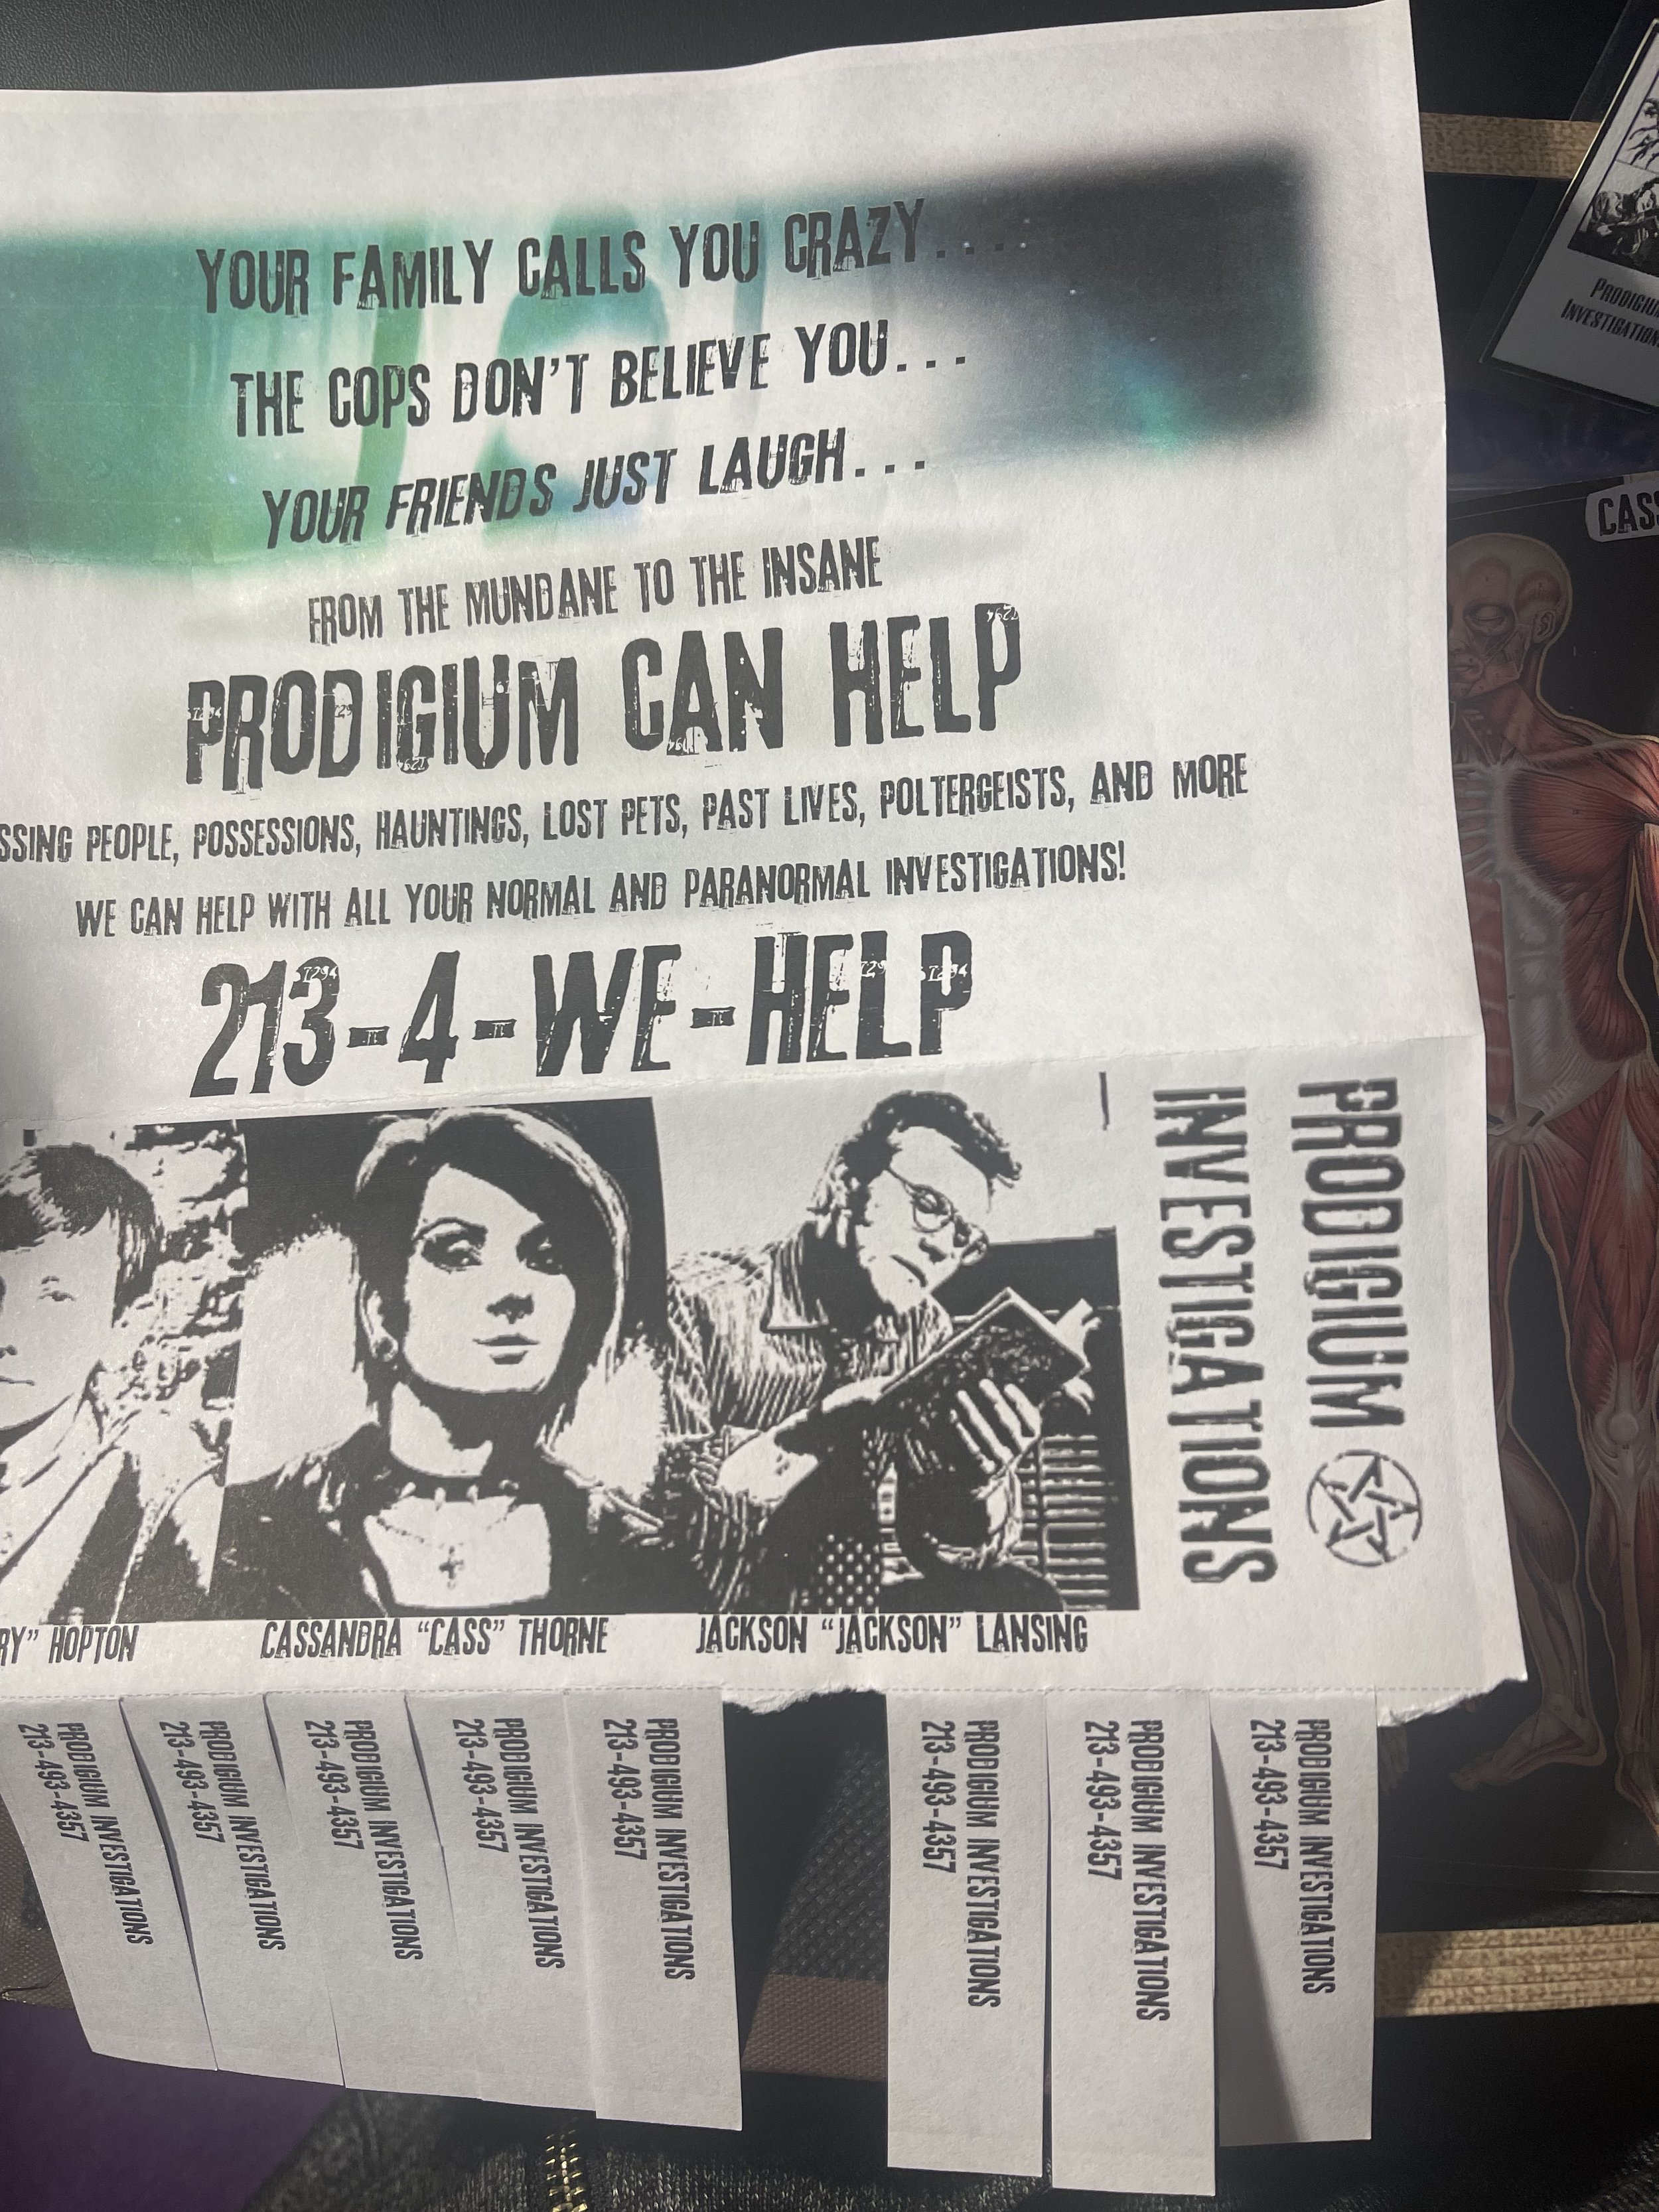 YOUR FAMILY CALLS YOU CRAZY....
THE COPS DON'T BELIEVE YOU...
YOUR FRIENDS JUST LAUGH...
FROM THE MUNDANE TO THE INSANE
PRODIGIUM CAN HELP
SSING PEOPLE, POSSESSIONS, HAUNTINGS, LOST PETS, PAST LIVES, POLTERGEISTS, AND MORE
WE CAN HELP WITH ALL YOUR NORMAL AND PARANORMAL INVESTIGATIONS!
213-4-WE-HELP
PRODIGIUM
INVESTIGATIONS
RY" HOPTON
CASSANDRA "CASS" THORNE
JACKSON "JACKSON" LANSING
PRODIGIUM INVESTIGATIONS
213-493-4357
PRODIGIUM INVESTIGATIONS
213-493-4357
PRODIGIUM INVESTIGATIONS
213-493-4357
PRODIGIUM INVESTIGATIONS
213-493-4357
PRODIGIUM INVESTIGATIONS
213-493-4357
PRODIGIUM INVESTIGATIONS
213-493-4357
PRODIGIUM INVESTIGATIONS
213-493-4357
PRODIGIUM INVESTIGATIONS
213-493-4357
PRODIGIU
INVESTIGATION
CASS